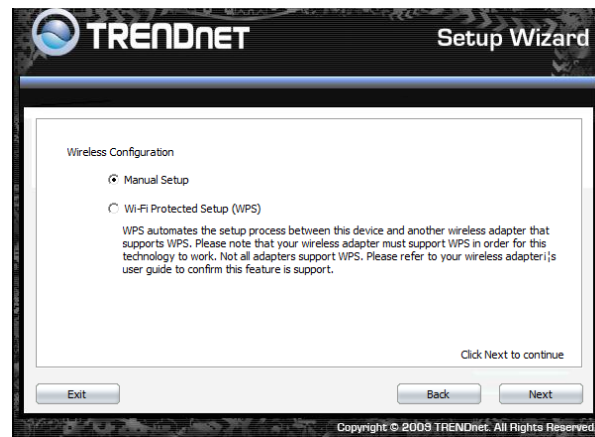 TRENDNET
Setup Wizard
Wireless Configuration
Manual Setup
Wi-Fi Protected Setup (WPS)
WPS automates the setup process between this device and another wireless adapter that
supports WPS. Please note that your wireless adapter must support WPS in order for this
technology to work. Not all adapters support WPS. Please refer to your wireless adapteri¦s
user guide to confirm this feature is support.
Click Next to continue
Exit
Back
Next
Copyright © 2009 TRENDnet. All Rights Reserved